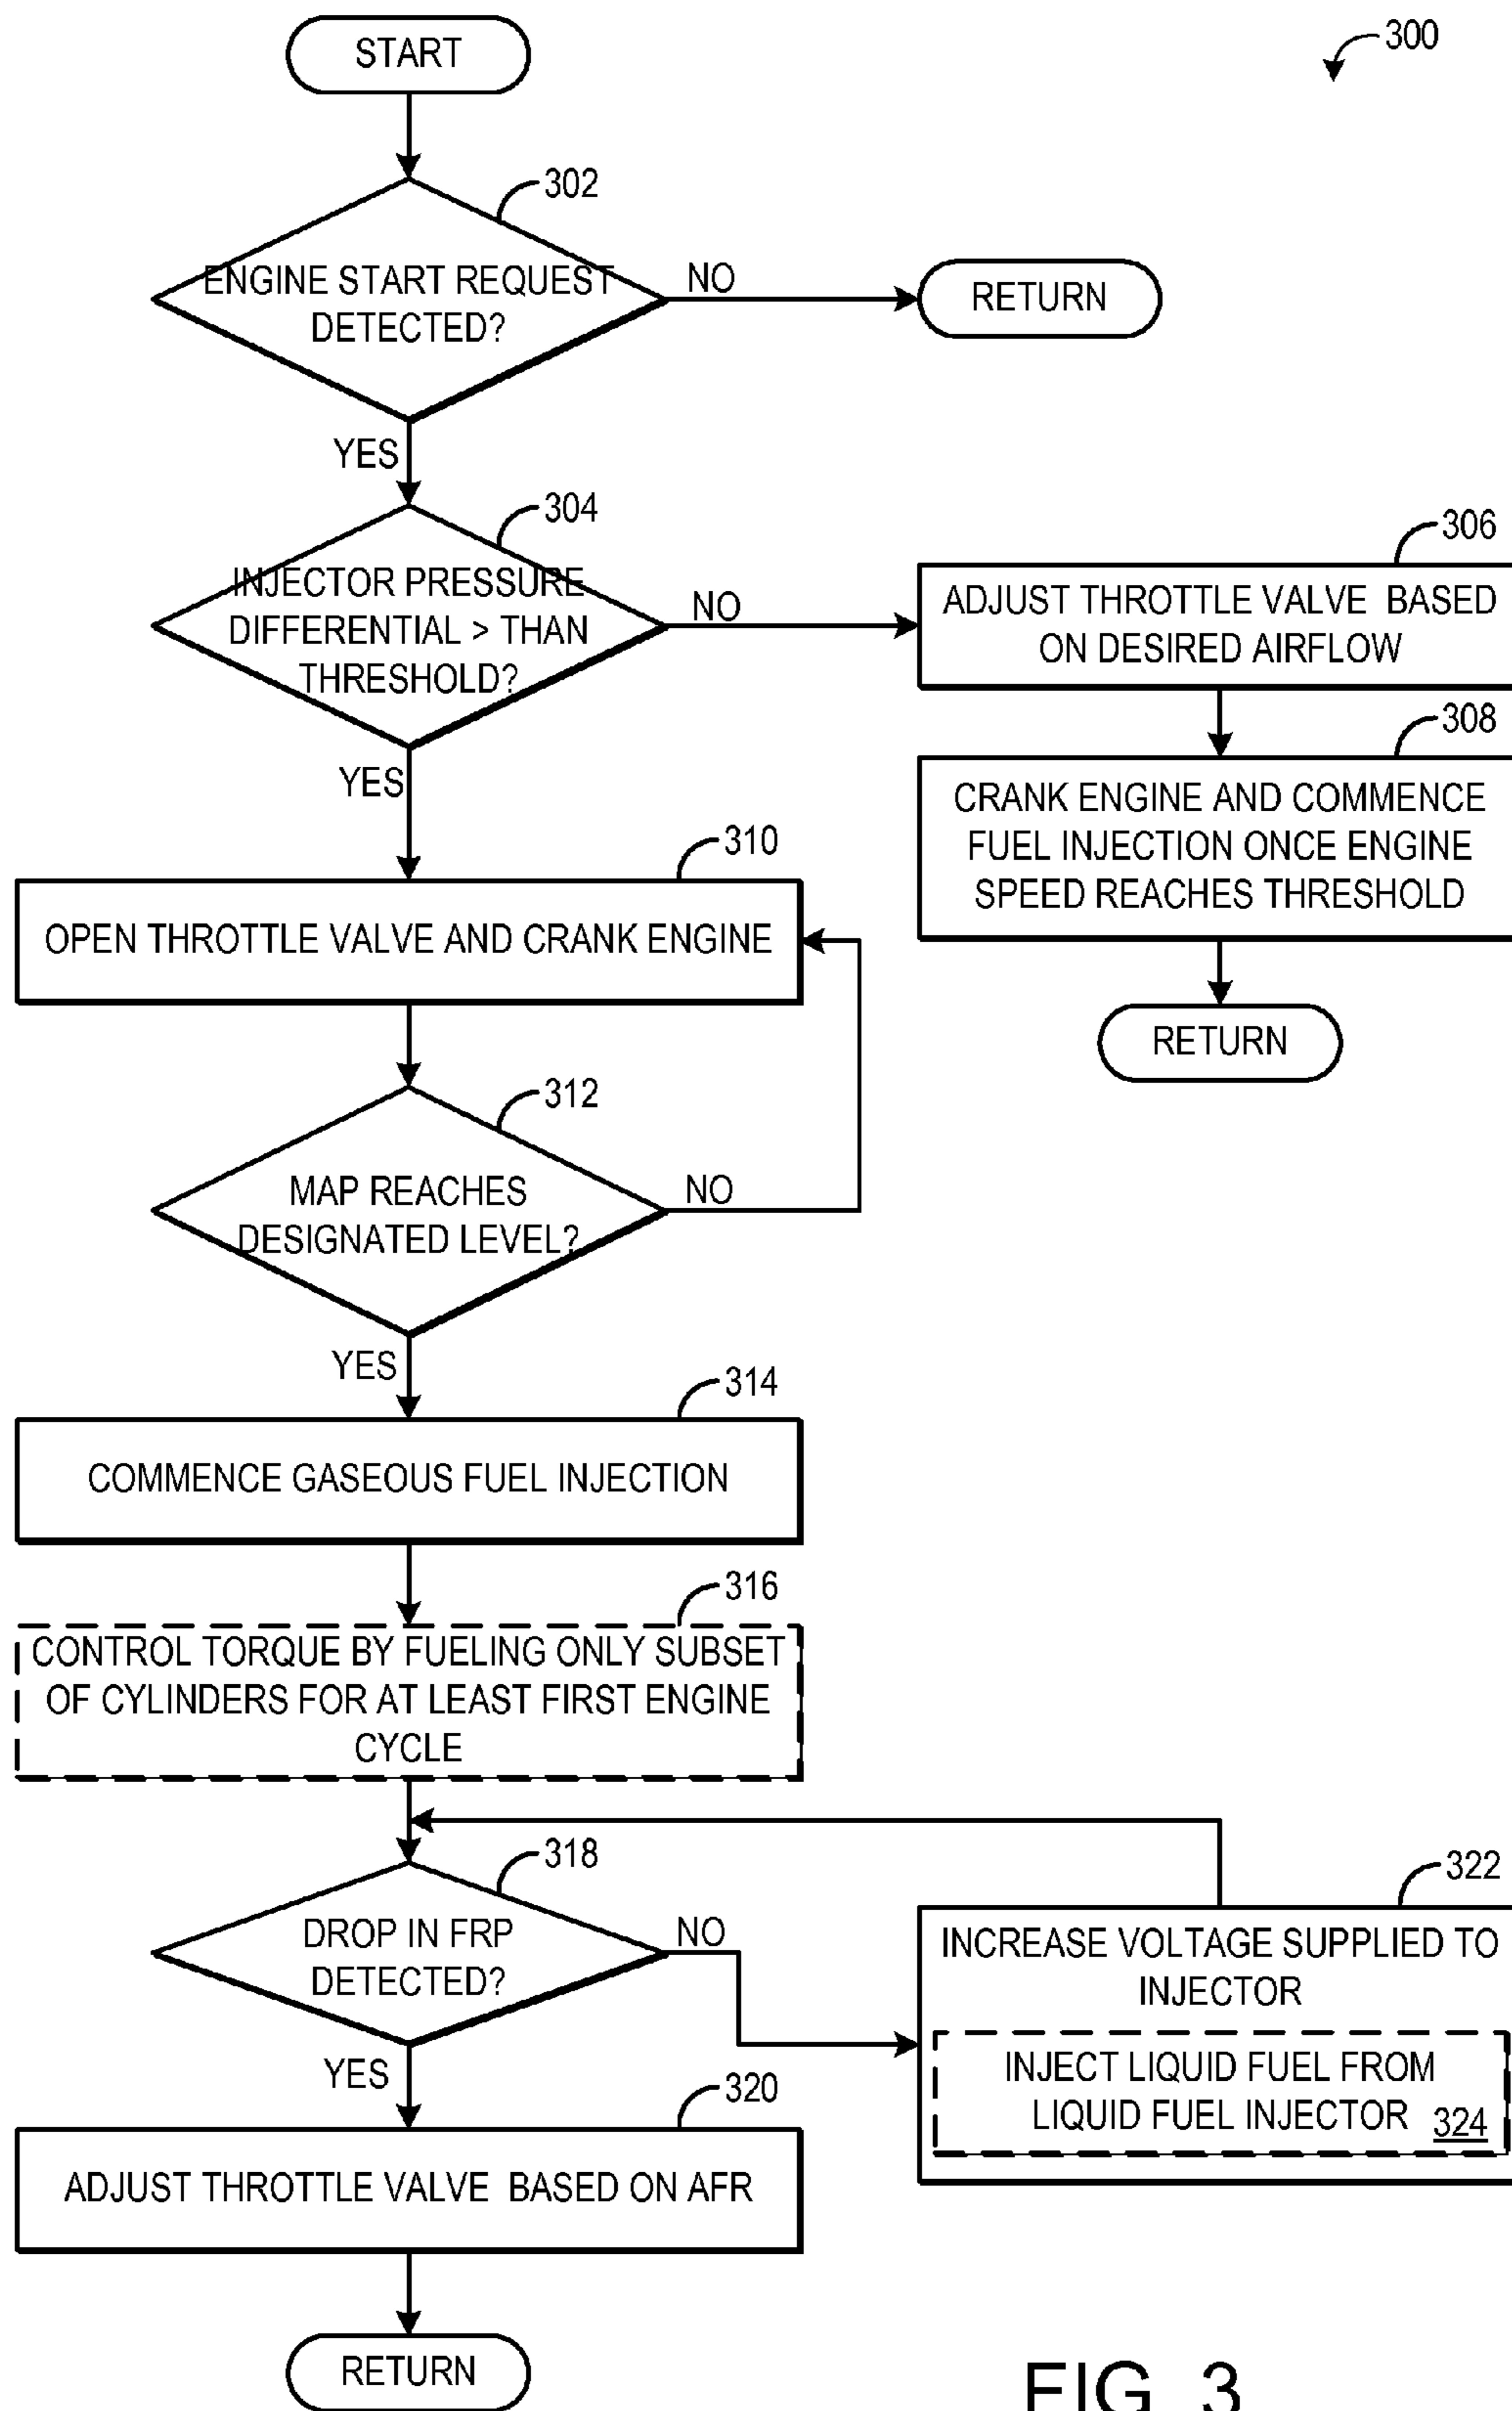 START
300
302
ENGINE START REQUEST
DETECTED?
NO
RETURN
YES
304
INJECTOR PRESSURE
DIFFERENTIAL > THAN
THRESHOLD?
NO
306
ADJUST THROTTLE VALVE BASED
ON DESIRED AIRFLOW
308
CRANK ENGINE AND COMMENCE
FUEL INJECTION ONCE ENGINE
SPEED REACHES THRESHOLD
RETURN
YES
310
OPEN THROTTLE VALVE AND CRANK ENGINE
312
MAP REACHES
DESIGNATED LEVEL?
NO
YES
314
COMMENCE GASEOUS FUEL INJECTION
316
CONTROL TORQUE BY FUELING ONLY SUBSET
OF CYLINDERS FOR AT LEAST FIRST ENGINE
CYCLE
318
DROP IN FRP
DETECTED?
NO
322
INCREASE VOLTAGE SUPPLIED TO
INJECTOR
INJECT LIQUID FUEL FROM
LIQUID FUEL INJECTOR 324
YES
320
ADJUST THROTTLE VALVE BASED ON AFR
RETURN
FIG. 3